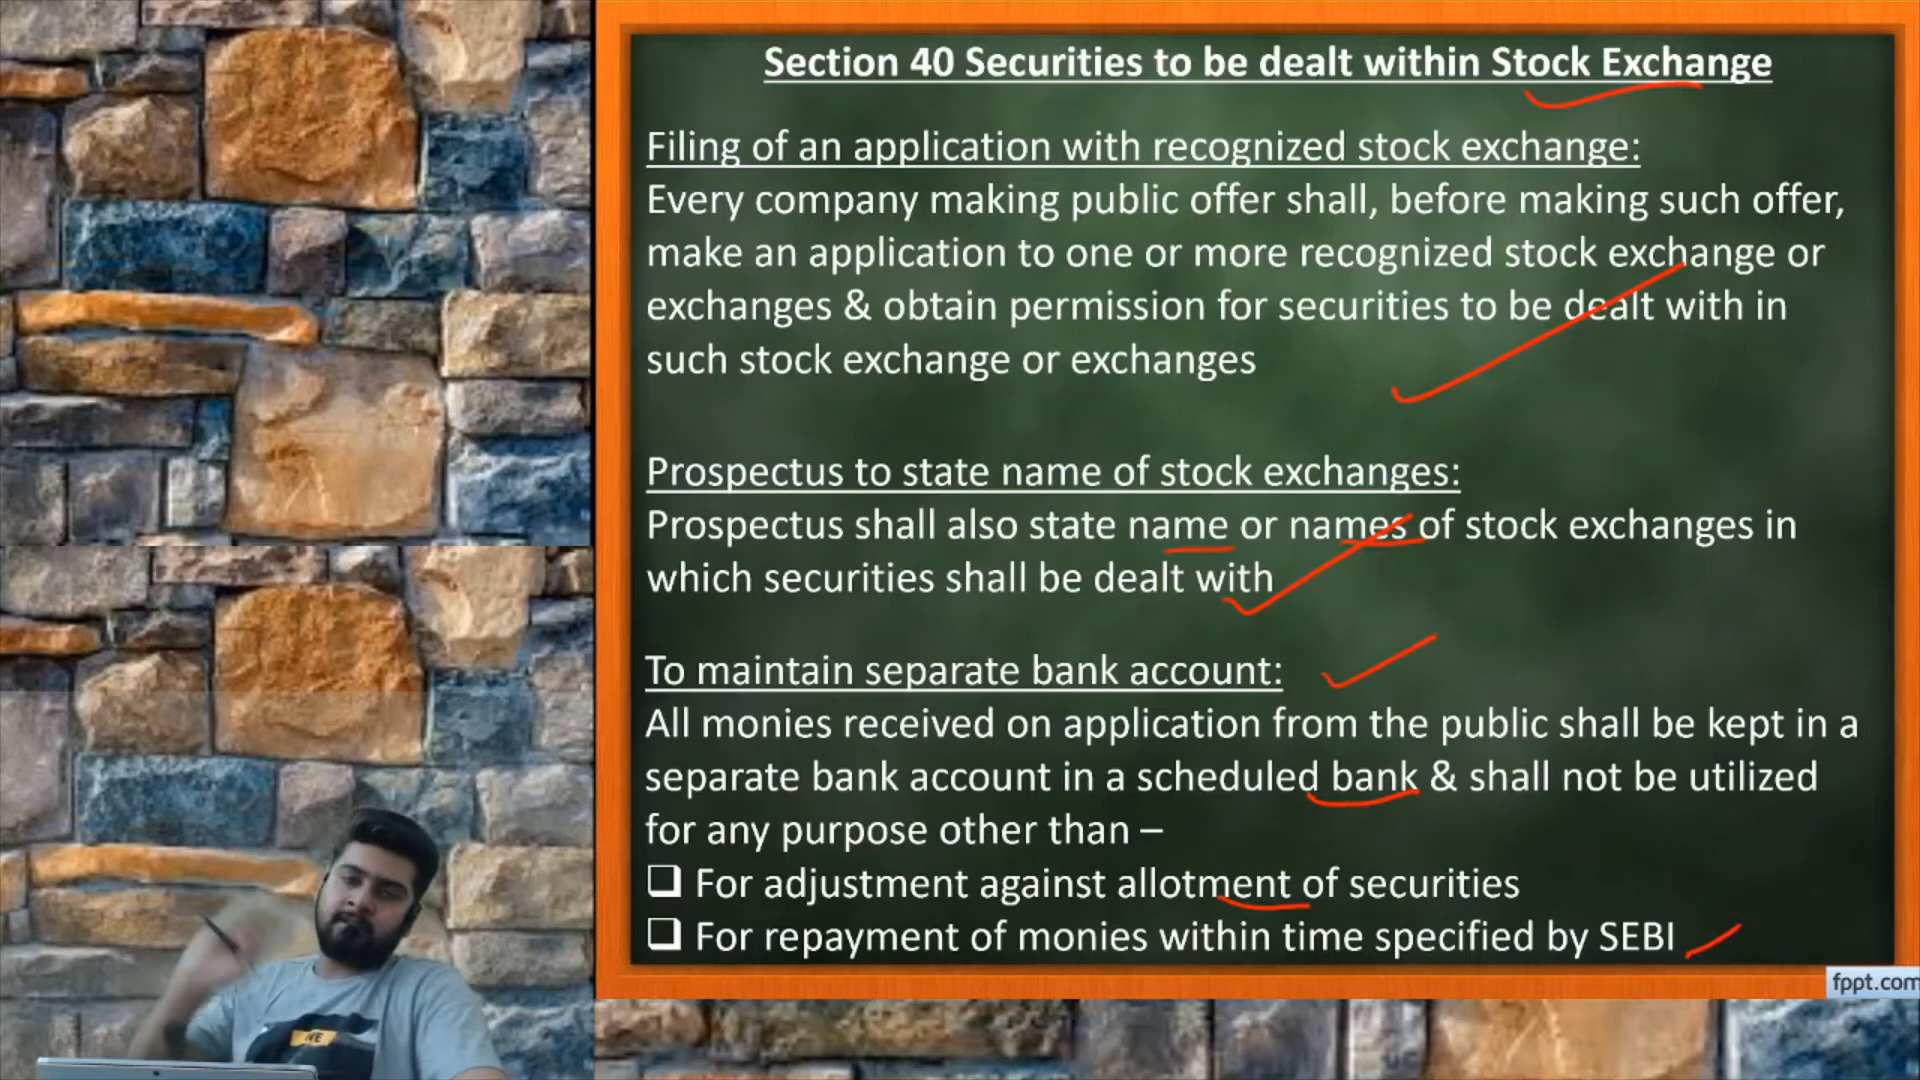 Section 40 Securities to be dealt within Stock Exchange
Filing of an application with recognized stock exchange:
Every company making public offer shall, before making such offer,
make an application to one or more recognized stock exchange or
exchanges & obtain permission for securities to be dealt with in
such stock exchange or exchanges
Prospectus to state name of stock exchanges:
Prospectus shall also state name or names of stock exchanges in
which securities shall be dealt with
To maintain separate bank account:
All monies received on application from the public shall be kept in a
separate bank account in a scheduled bank & shall not be utilized
for any purpose other than –
❑ For adjustment against allotment of securities
❑ For repayment of monies within time specified by SEBI
fppt.com